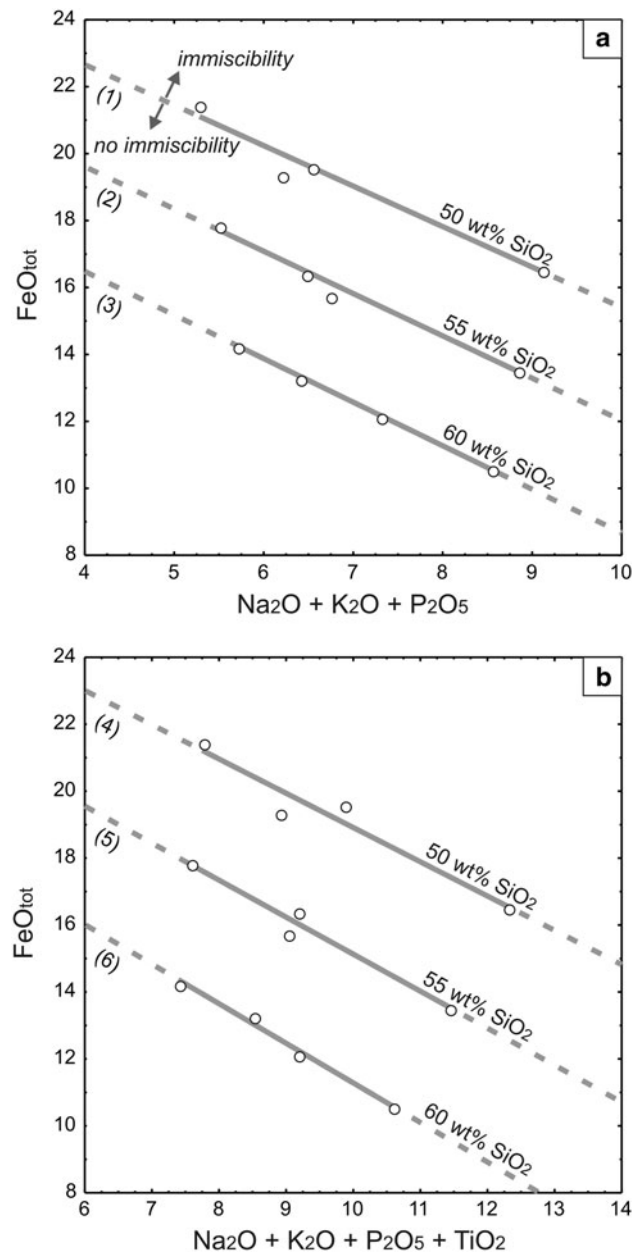 a
24
22
20
18
16
14
12
10
8
FeOtot
immiscibility
no immiscibility
(1)
(2)
(3)
50 wt% SiO2
55 wt% SiO2
60 wt% SiO2
4 5 6 7 8 9 10
Na2O + K2O + P2O5
b
24
22
20
18
16
14
12
10
8
FeOtot
(4)
(5)
(6)
50 wt% SiO2
55 wt% SiO2
60 wt% SiO2
6 7 8 9 10 11 12 13 14
Na2O + K2O + P2O5 + TiO2